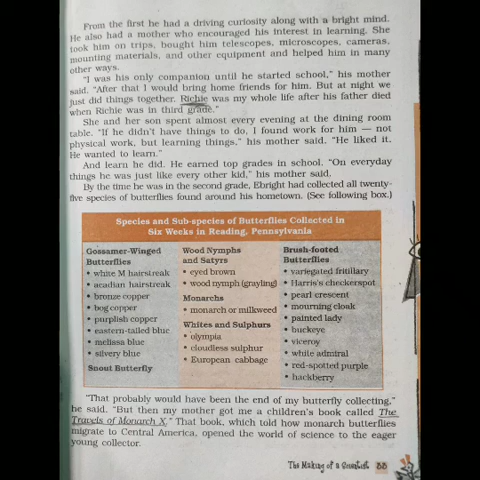 From the first he had a driving curiosity along with a bright mind.
He also had a mother who encouraged his interest in learning. She
took him on trips, bought him telescopes, microscopes, cameras,
mounting materials, and other equipment and helped him in many
other ways.
“I was his only companion until he started school,” his mother
said. “After that I would bring home friends for him. But at night we
just did things together. Richie was my whole life after his father died
when Richie was in third grade.”
She and her son spent almost every evening at the dining room
table. “If he didn’t have things to do, I found work for him — not
physical work, but learning things,” his mother said. “He liked it.
He wanted to learn.”
And learn he did. He earned top grades in school. “On everyday
things he was just like every other kid,” his mother said.
By the time he was in the second grade, Ebright had collected all twenty-
five species of butterflies found around his hometown. (See following box.)
Species and Sub-species of Butterflies Collected in
Six Weeks in Reading, Pennsylvania
Gossamer-Winged
Butterflies
• white M hairstreak
• acadian hairstreak
• bronze copper
• bog copper
• purplish copper
• eastern-tailed blue
• melissa blue
• silvery blue
Snout Butterfly
Wood Nymphs
and Satyrs
• eyed brown
• wood nymph (grayling)
Monarchs
• monarch or milkweed
Whites and Sulphurs
• olympia
• cloudless sulphur
• European cabbage
Brush-footed
Butterflies
• variegated fritillary
• Harris’s checkerspot
• pearl crescent
• mourning cloak
• painted lady
• buckeye
• viceroy
• white admiral
• red-spotted purple
• hackberry
“That probably would have been the end of my butterfly collecting,”
he said. “But then my mother got me a children’s book called The
Travels of Monarch X.” That book, which told how monarch butterflies
migrate to Central America, opened the world of science to the eager
young collector.
The Making of a Scientist 33